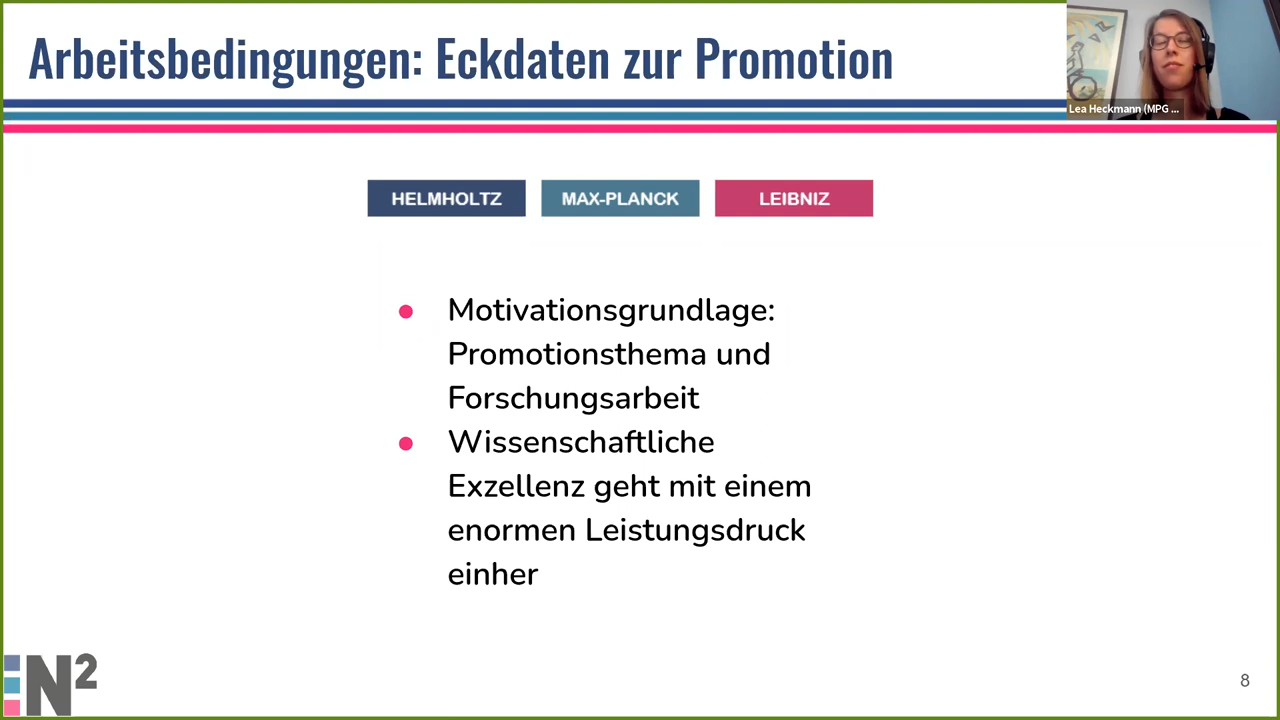 Arbeitsbedingungen: Eckdaten zur Promotion
Lea Heckmann (MPG ...
HELMHOLTZ MAX-PLANCK LEIBNIZ
• Motivationsgrundlage:
Promotionsthema und
Forschungsarbeit
• Wissenschaftliche
Exzellenz geht mit einem
enormen Leistungsdruck
einher
N²
8